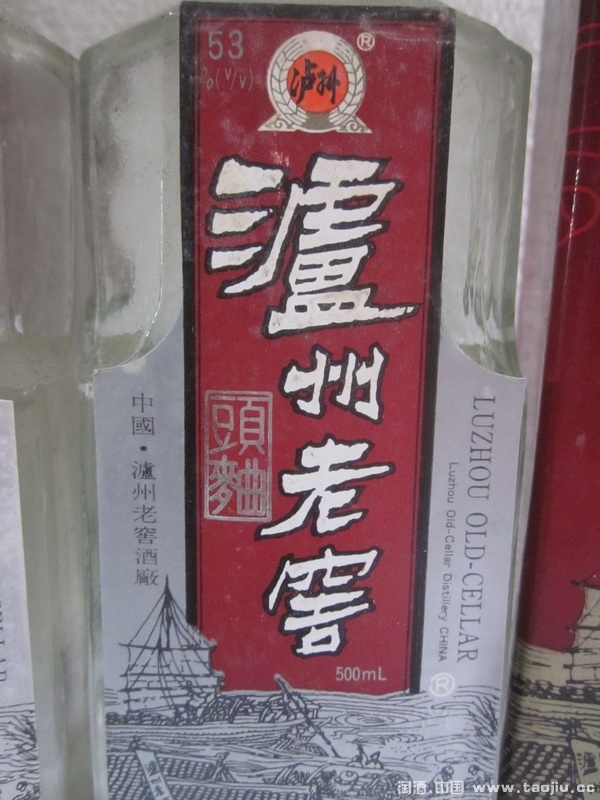 53
%(V/V)
泸州
®
瀘州老窖
頭麯
中國·瀘州老窖酒廠
LUZHOU OLD-CELLAR
Luzhou Old-Cellar Distillery CHINA
500mL
®
国酒.中国 www.taojiu.cc